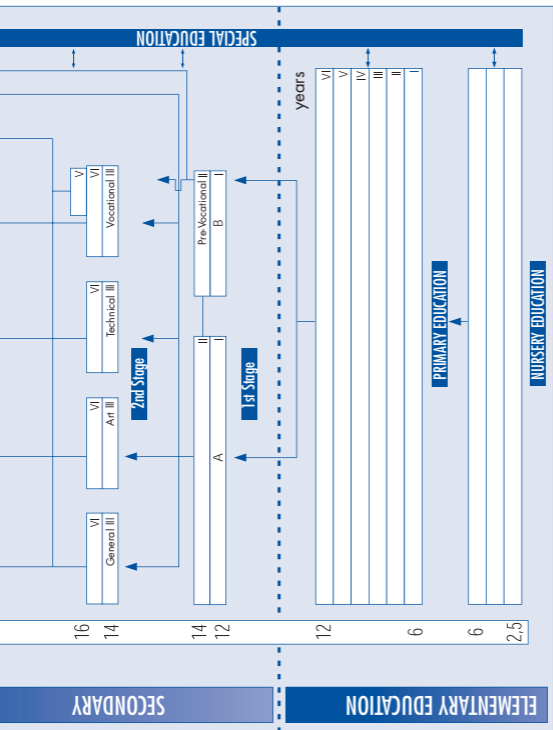 SPECIAL EDUCATION
years
VI
V
IV
III
II
I
V
VI
Vocational III
Pre-Vocational II
I
B
VI
Technical III
2nd Stage
VI
Art III
VI
General III
II
I
A
1st Stage
PRIMARY EDUCATION
NURSERY EDUCATION
16
14
14
12
12
6
6
2,5
SECONDARY
ELEMENTARY EDUCATION